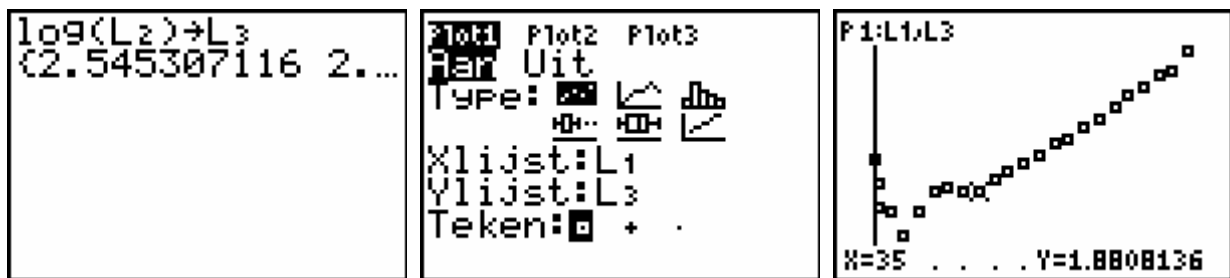 log(L2)→L3
{2.545307116 2.…
Plot1 Plot2 Plot3
Aan Uit
Type:
Xlijst:L1
Ylijst:L3
Teken:
P1:L1,L3
X=35 Y=1.8808136